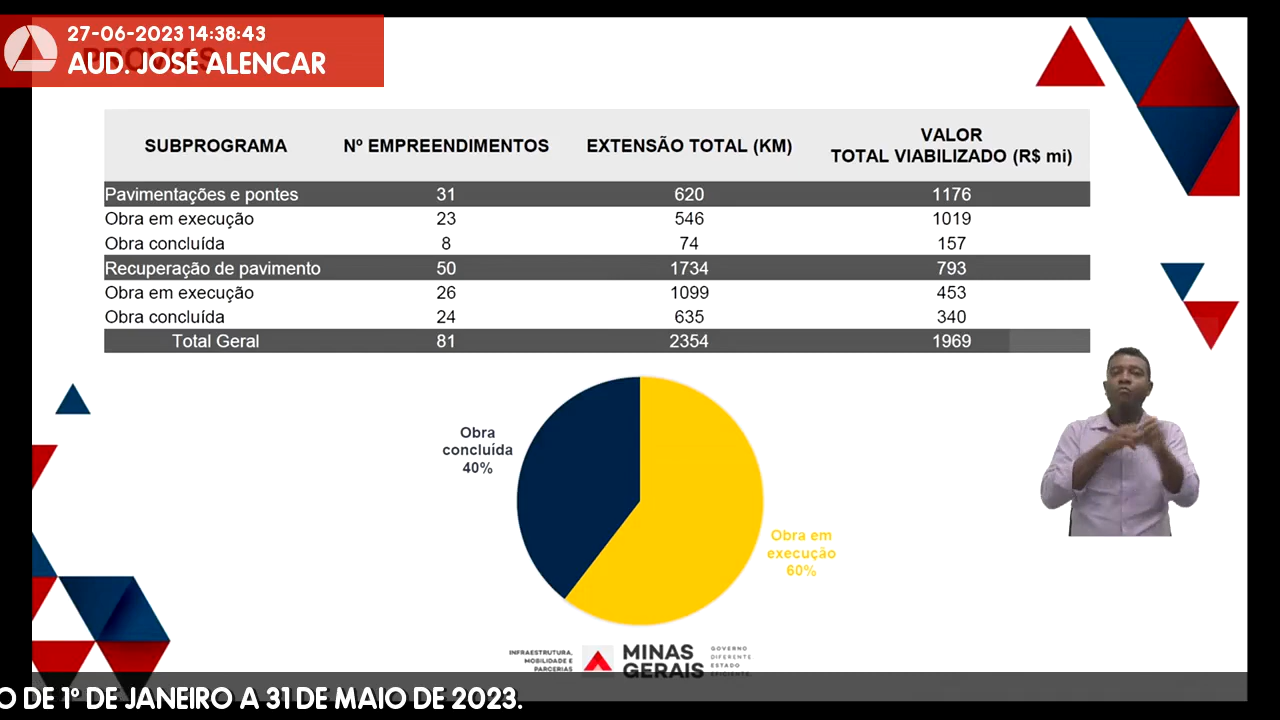 27-06-2023 14:38:43
AUD. JOSÉ ALENCAR
SUBPROGRAMA Nº EMPREENDIMENTOS EXTENSÃO TOTAL (KM) VALOR
TOTAL VIABILIZADO (R$ mi)
Pavimentações e pontes 31 620 1176
Obra em execução 23 546 1019
Obra concluída 8 74 157
Recuperação de pavimento 50 1734 793
Obra em execução 26 1099 453
Obra concluída 24 635 340
Total Geral 81 2354 1969
Obra
concluída
40%
Obra em
execução
60%
INFRAESTRUTURA,
MOBILIDADE E
PARCERIAS
MINAS
GERAIS
GOVERNO
DIFERENTE
ESTADO
EFICIENTE.
O DE 1º DE JANEIRO A 31 DE MAIO DE 2023.